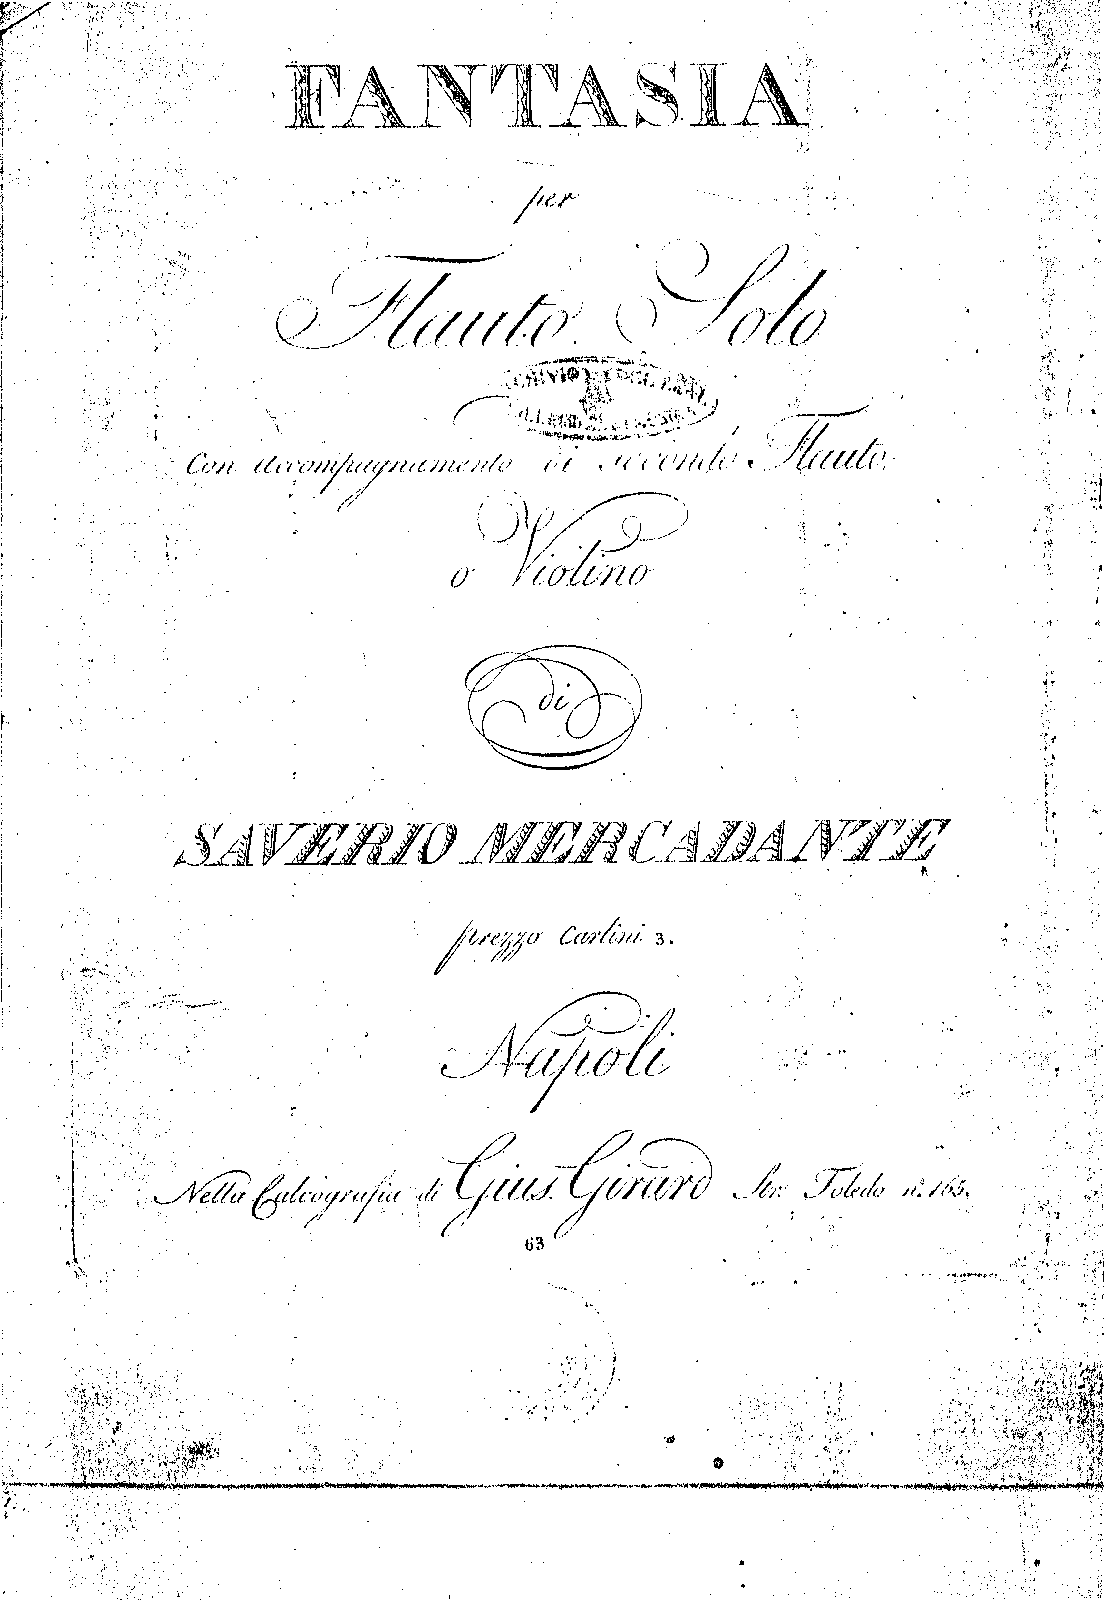 FANTASIA
per
Flauto Solo
Con accompagnamento di secondo Flauto
o Violino
di
SAVERIO MERCADANTE
prezzo Carlini 3.
Napoli
Nella Calcografia di Gius. Girard Str. Toledo n.º 165.
63